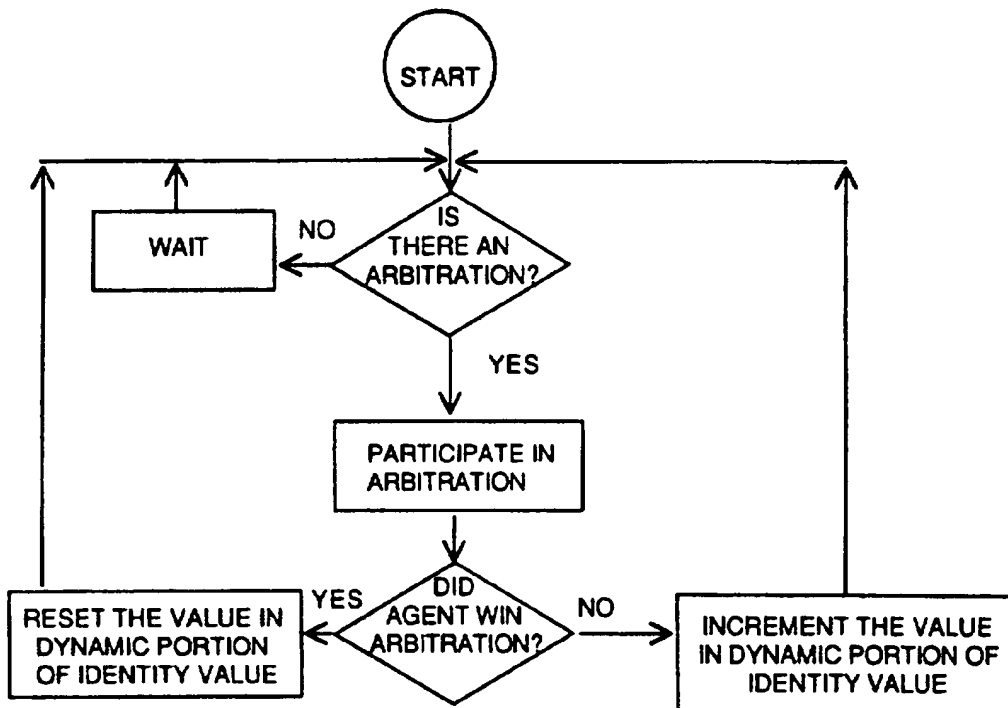 START
IS
THERE AN
ARBITRATION?
NO
WAIT
YES
PARTICIPATE IN
ARBITRATION
DID
AGENT WIN
ARBITRATION?
YES
NO
RESET THE VALUE IN
DYNAMIC PORTION
OF IDENTITY VALUE
INCREMENT THE VALUE
IN DYNAMIC PORTION OF
IDENTITY VALUE